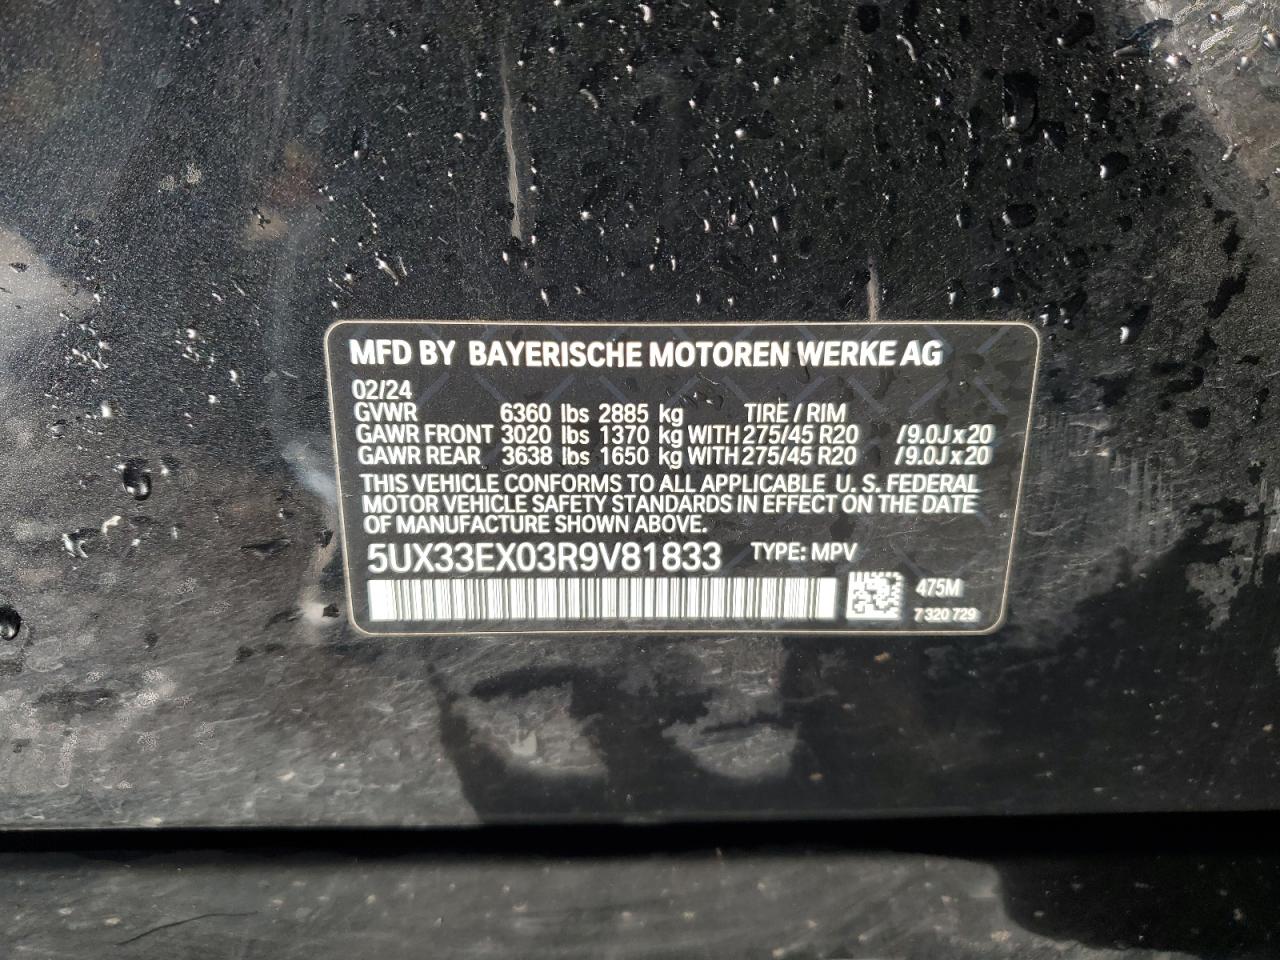 MFD BY BAYERISCHE MOTOREN WERKE AG
02/24
GVWR 6360 lbs 2885 kg TIRE / RIM
GAWR FRONT 3020 lbs 1370 kg WITH 275/45 R20 /9.0J x 20
GAWR REAR 3638 lbs 1650 kg WITH 275/45 R20 /9.0J x 20
THIS VEHICLE CONFORMS TO ALL APPLICABLE U. S. FEDERAL
MOTOR VEHICLE SAFETY STANDARDS IN EFFECT ON THE DATE
OF MANUFACTURE SHOWN ABOVE.
5UX33EX03R9V81833 TYPE: MPV
475M
7 320 729